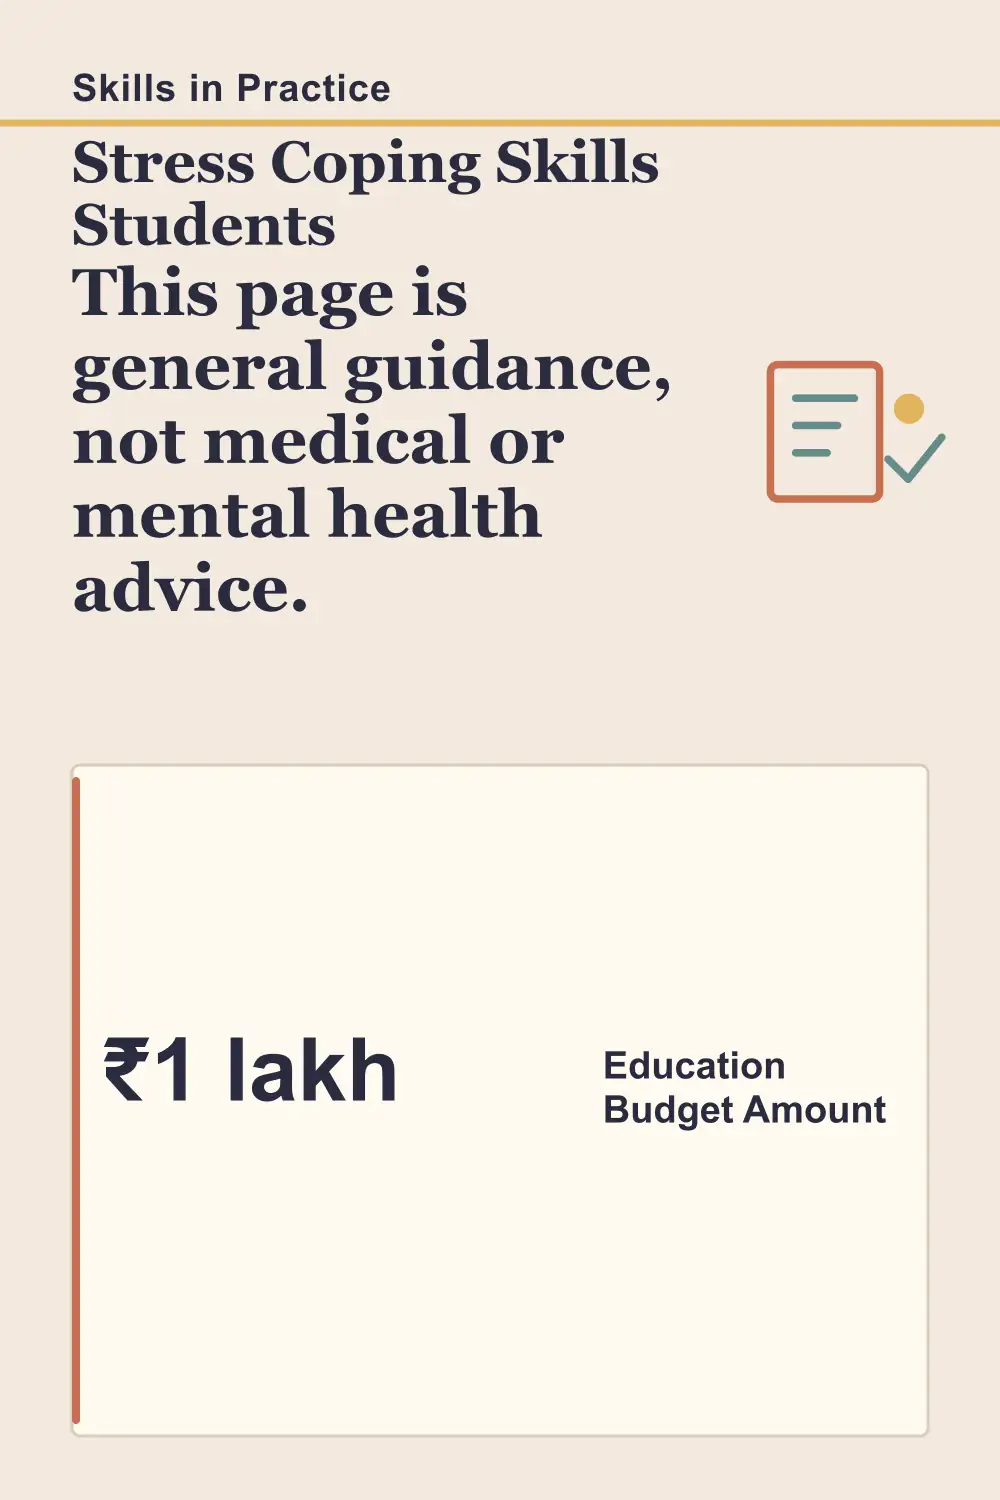 Skills in Practice
Stress Coping Skills
Students
This page is
general guidance,
not medical or
mental health
advice.
₹1 lakh
Education
Budget Amount